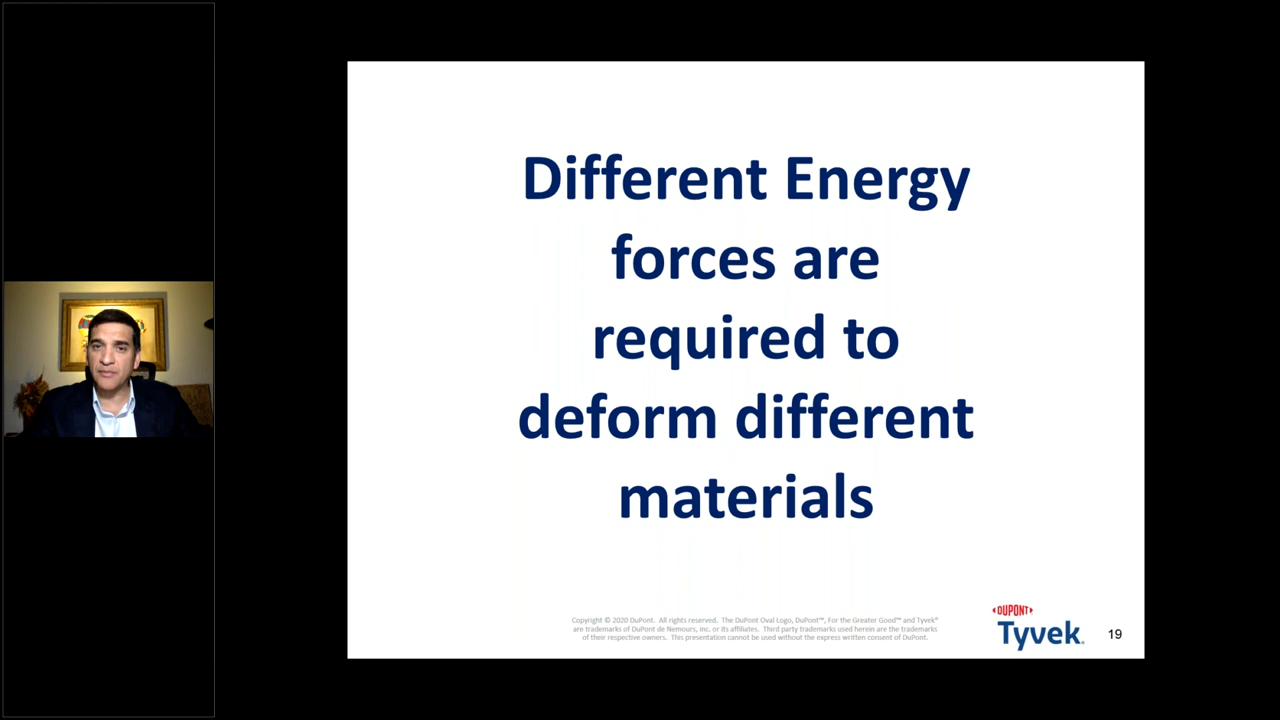 Different Energy
forces are
required to
deform different
materials
Copyright © 2020 DuPont. All rights reserved. The DuPont Oval Logo, DuPont™, For the Greater Good™ and Tyvek®
are trademarks of DuPont de Nemours, Inc. or its affiliates. Third party trademarks used herein are the trademarks
of their respective owners. This presentation cannot be used without the express written consent of DuPont.
DUPONT
Tyvek®
19